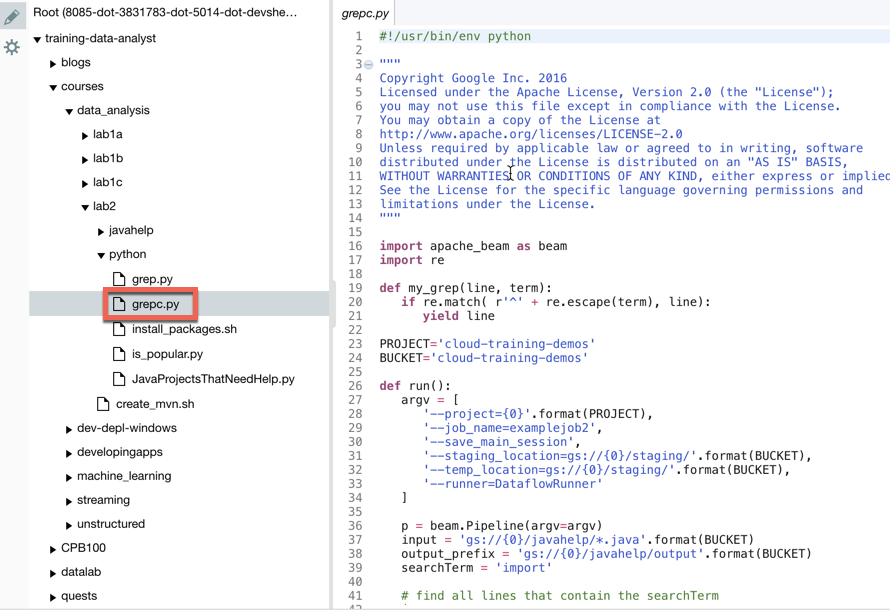 Root (8085-dot-3831783-dot-5014-dot-devshe...
training-data-analyst
blogs
courses
data_analysis
lab1a
lab1b
lab1c
lab2
javahelp
python
grep.py
grepc.py
install_packages.sh
is_popular.py
JavaProjectsThatNeedHelp.py
create_mvn.sh
dev-depl-windows
developingapps
machine_learning
streaming
unstructured
CPB100
datalab
quests
grepc.py
1 #!/usr/bin/env python
2
3 """
4 Copyright Google Inc. 2016
5 Licensed under the Apache License, Version 2.0 (the "License");
6 you may not use this file except in compliance with the License.
7 You may obtain a copy of the License at
8 http://www.apache.org/licenses/LICENSE-2.0
9 Unless required by applicable law or agreed to in writing, software
10 distributed under the License is distributed on an "AS IS" BASIS,
11 WITHOUT WARRANTIES OR CONDITIONS OF ANY KIND, either express or implied
12 See the License for the specific language governing permissions and
13 limitations under the License.
14 """
15
16 import apache_beam as beam
17 import re
18
19 def my_grep(line, term):
20 if re.match( r'^' + re.escape(term), line):
21 yield line
22
23 PROJECT='cloud-training-demos'
24 BUCKET='cloud-training-demos'
25
26 def run():
27 argv = [
28 '--project={0}'.format(PROJECT),
29 '--job_name=examplejob2',
30 '--save_main_session',
31 '--staging_location=gs://{0}/staging/'.format(BUCKET),
32 '--temp_location=gs://{0}/staging/'.format(BUCKET),
33 '--runner=DataflowRunner'
34 ]
35
36 p = beam.Pipeline(argv=argv)
37 input = 'gs://{0}/javahelp/*.java'.format(BUCKET)
38 output_prefix = 'gs://{0}/javahelp/output'.format(BUCKET)
39 searchTerm = 'import'
40
41 # find all lines that contain the searchTerm